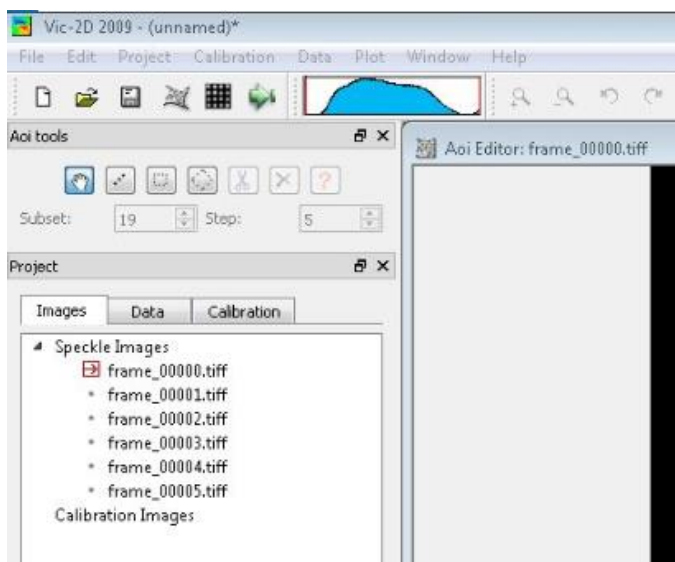 Vic-2D 2009 - (unnamed)*
File Edit Project Calibration Data Plot Window Help
Aoi tools
Subset: 19 Step: 5
Project
Images Data Calibration
Speckle Images
frame_00000.tiff
frame_00001.tiff
frame_00002.tiff
frame_00003.tiff
frame_00004.tiff
frame_00005.tiff
Calibration Images
Aoi Editor: frame_00000.tiff